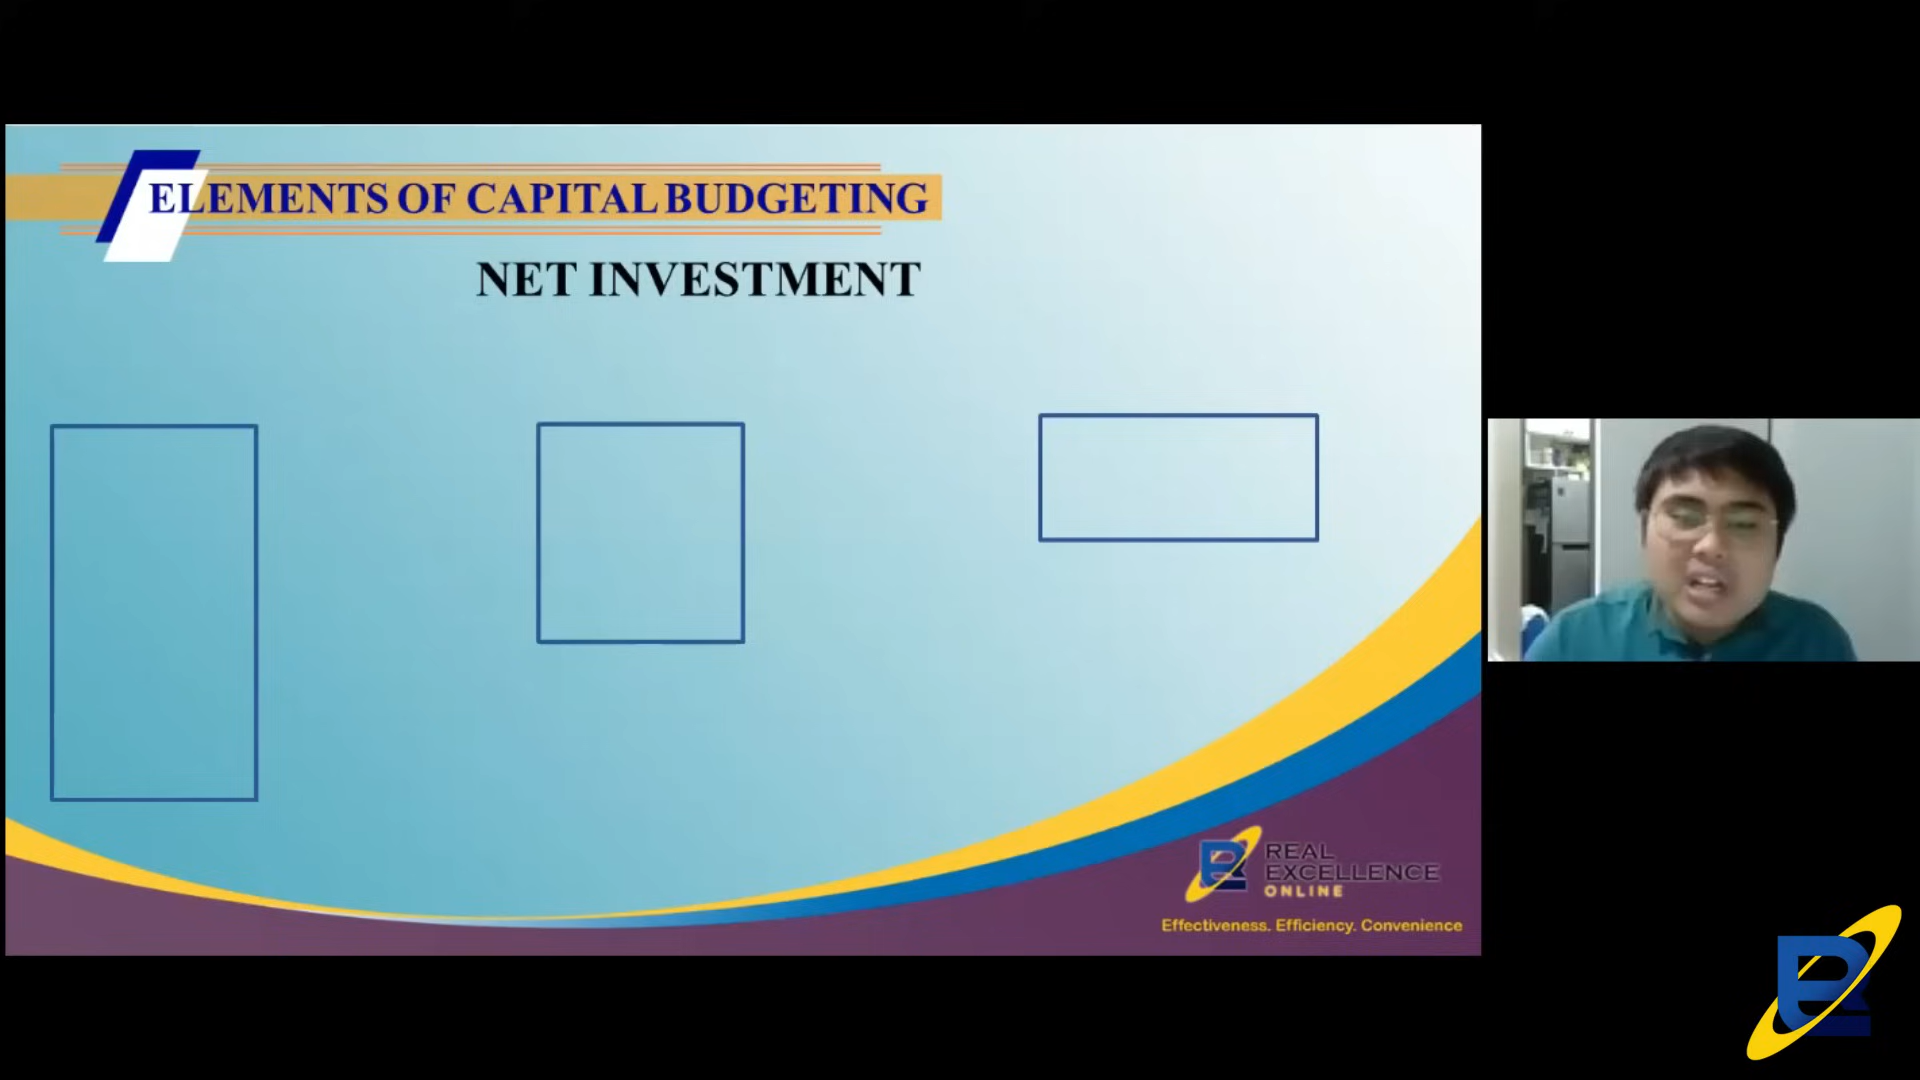 ELEMENTS OF CAPITAL BUDGETING
NET INVESTMENT
REAL
EXCELLENCE
ONLINE
Effectiveness. Efficiency. Convenience